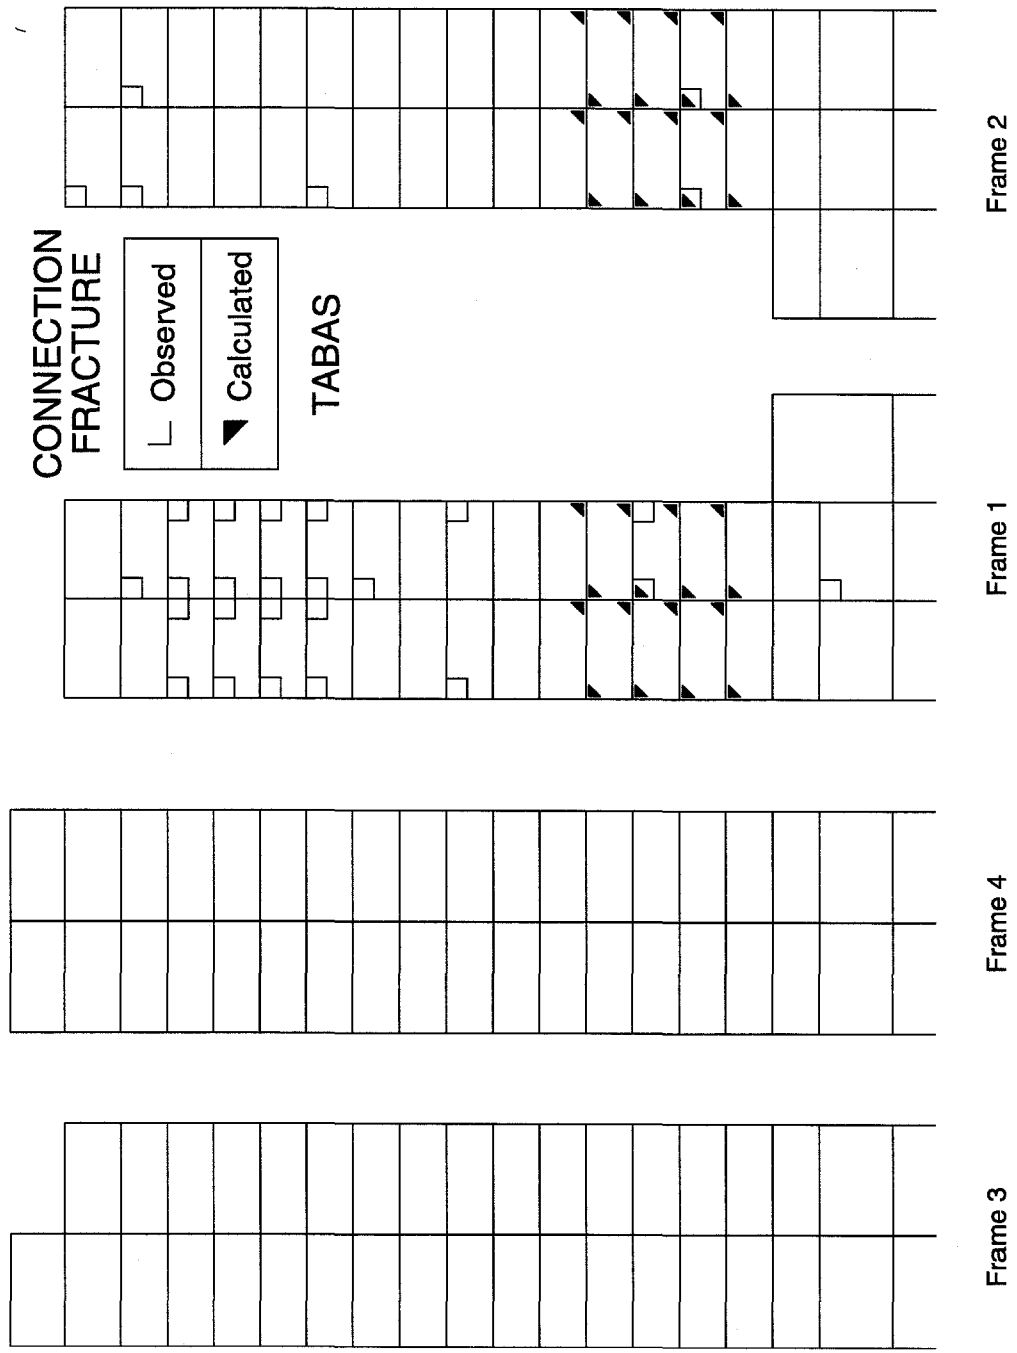 CONNECTION
FRACTURE
Observed
Calculated
TABAS
Frame 3
Frame 4
Frame 1
Frame 2